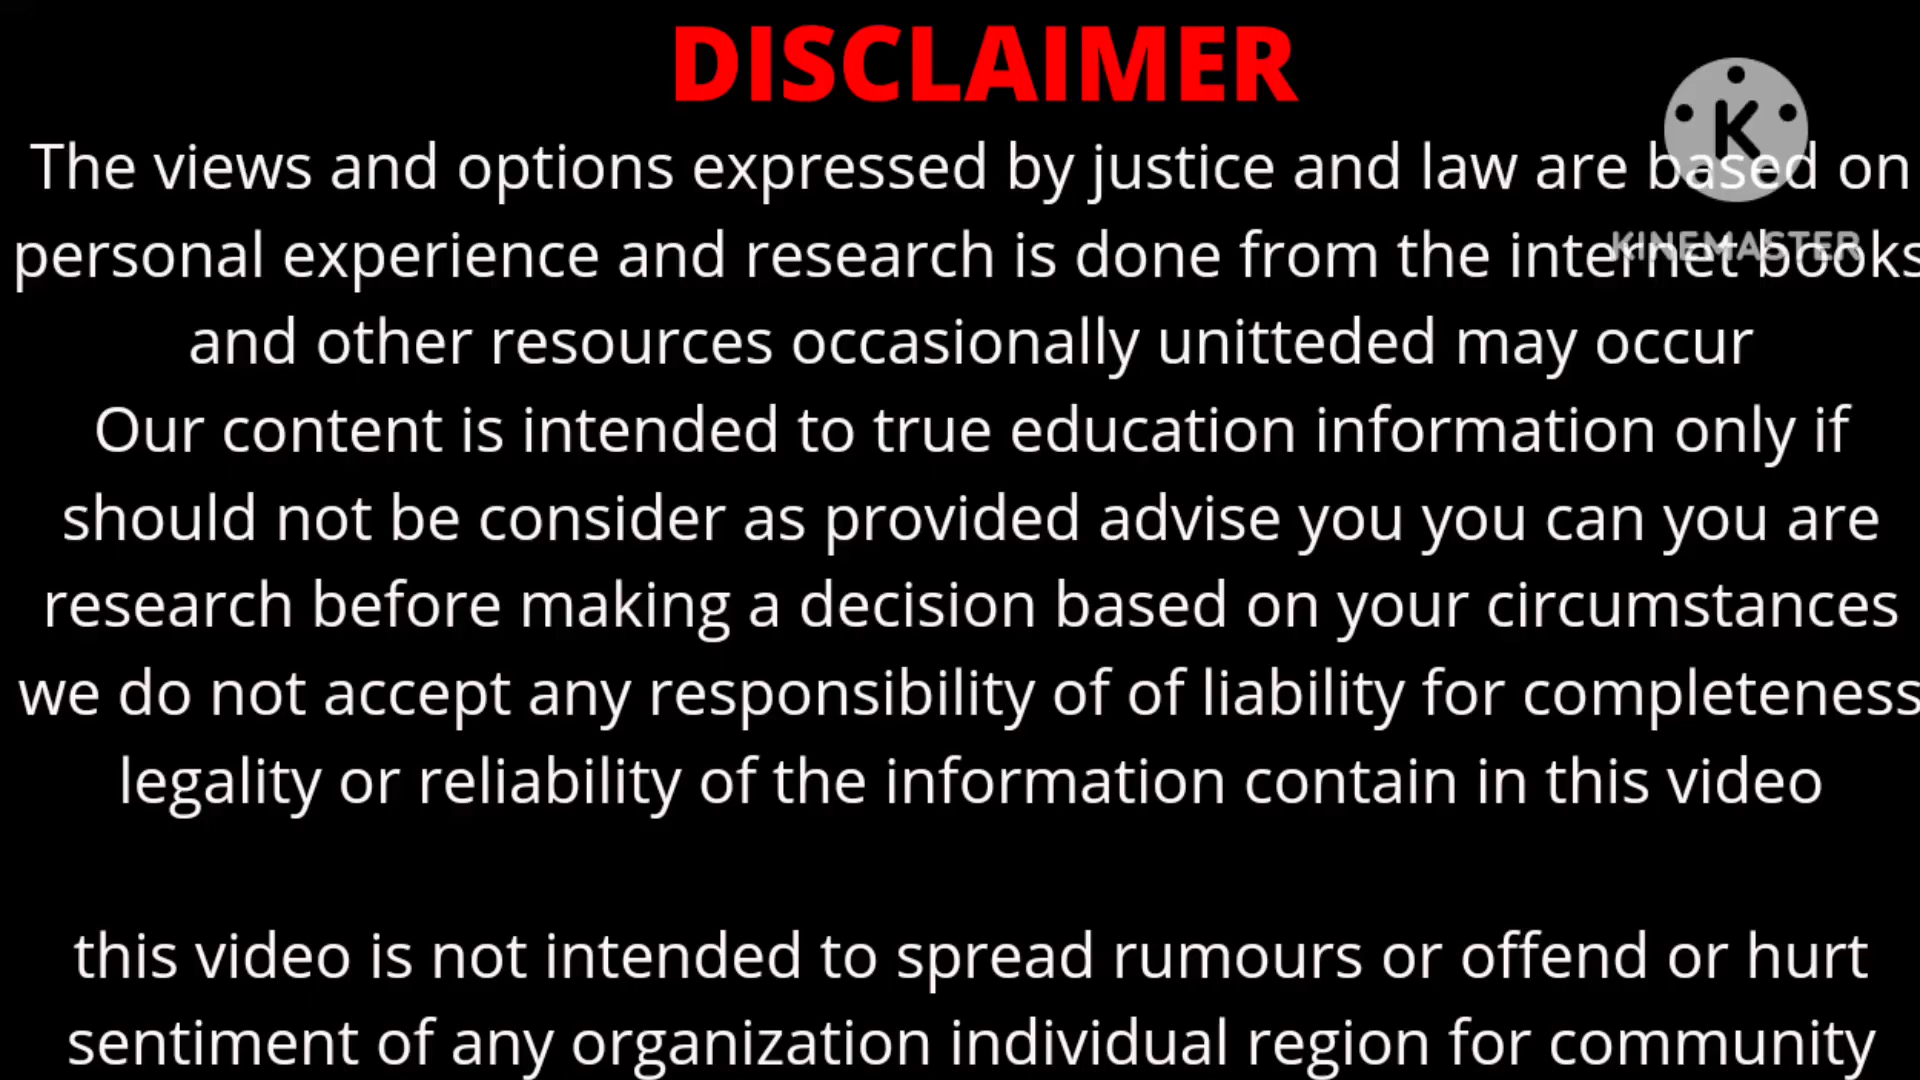 DISCLAIMER
The views and options expressed by justice and law are based on
personal experience and research is done from the internet books
and other resources occasionally unitteded may occur
Our content is intended to true education information only if
should not be consider as provided advise you you can you are
research before making a decision based on your circumstances
we do not accept any responsibility of of liability for completeness
legality or reliability of the information contain in this video
this video is not intended to spread rumours or offend or hurt
sentiment of any organization individual region for community
K
KINEMASTER